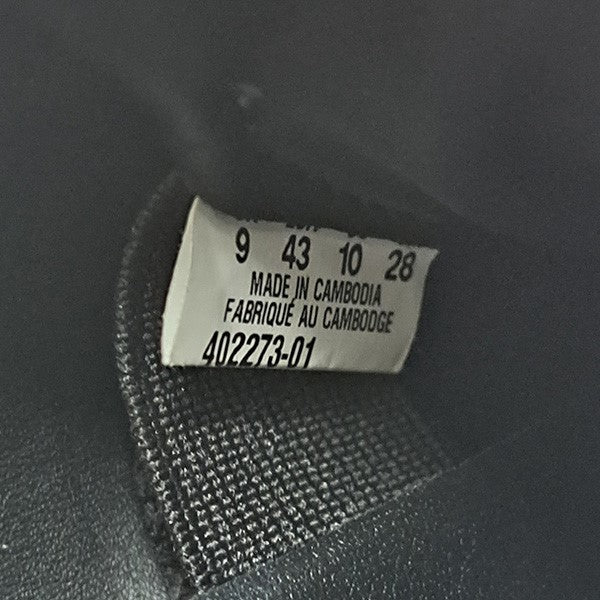 9 43 10 28
MADE IN CAMBODIA
FABRIQUÉ AU CAMBODGE
402273-01